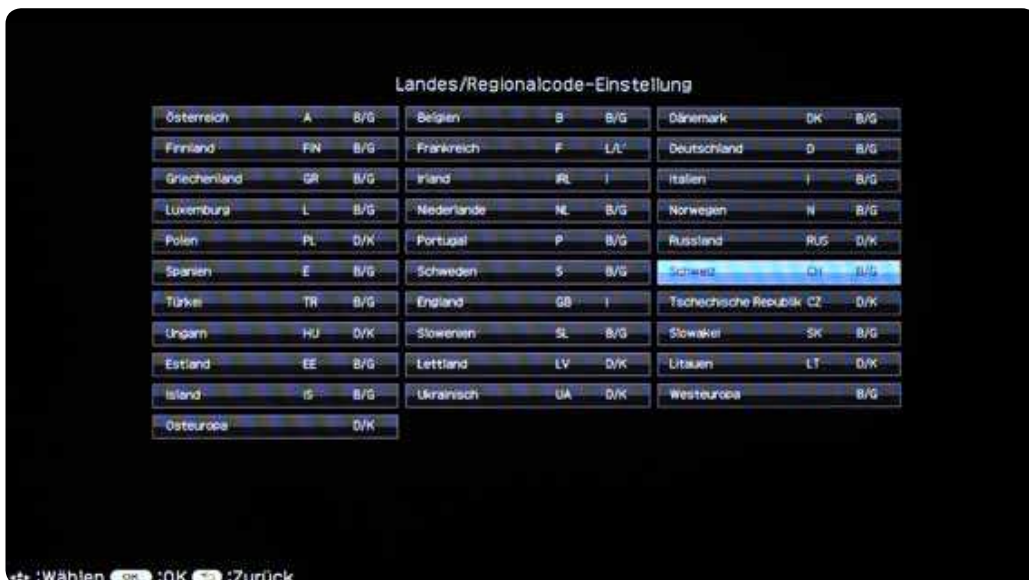 Landes/Regionalcode-Einstellung
Österreich A B/G Belgien B B/G Dänemark DK B/G
Finnland FIN B/G Frankreich F L/L' Deutschland D B/G
Griechenland GR B/G Irland IRL I Italien I B/G
Luxemburg L B/G Niederlande NL B/G Norwegen N B/G
Polen PL D/K Portugal P B/G Russland RUS D/K
Spanien E B/G Schweden S B/G Schweiz CH B/G
Türkei TR B/G England GB I Tschechische Republik CZ D/K
Ungarn HU D/K Slowenien SL B/G Slowakei SK B/G
Estland EE B/G Lettland LV D/K Litauen LT D/K
Island IS B/G Ukrainisch UA D/K Westeuropa B/G
Osteuropa D/K
:Wählen OK :OK :Zurück